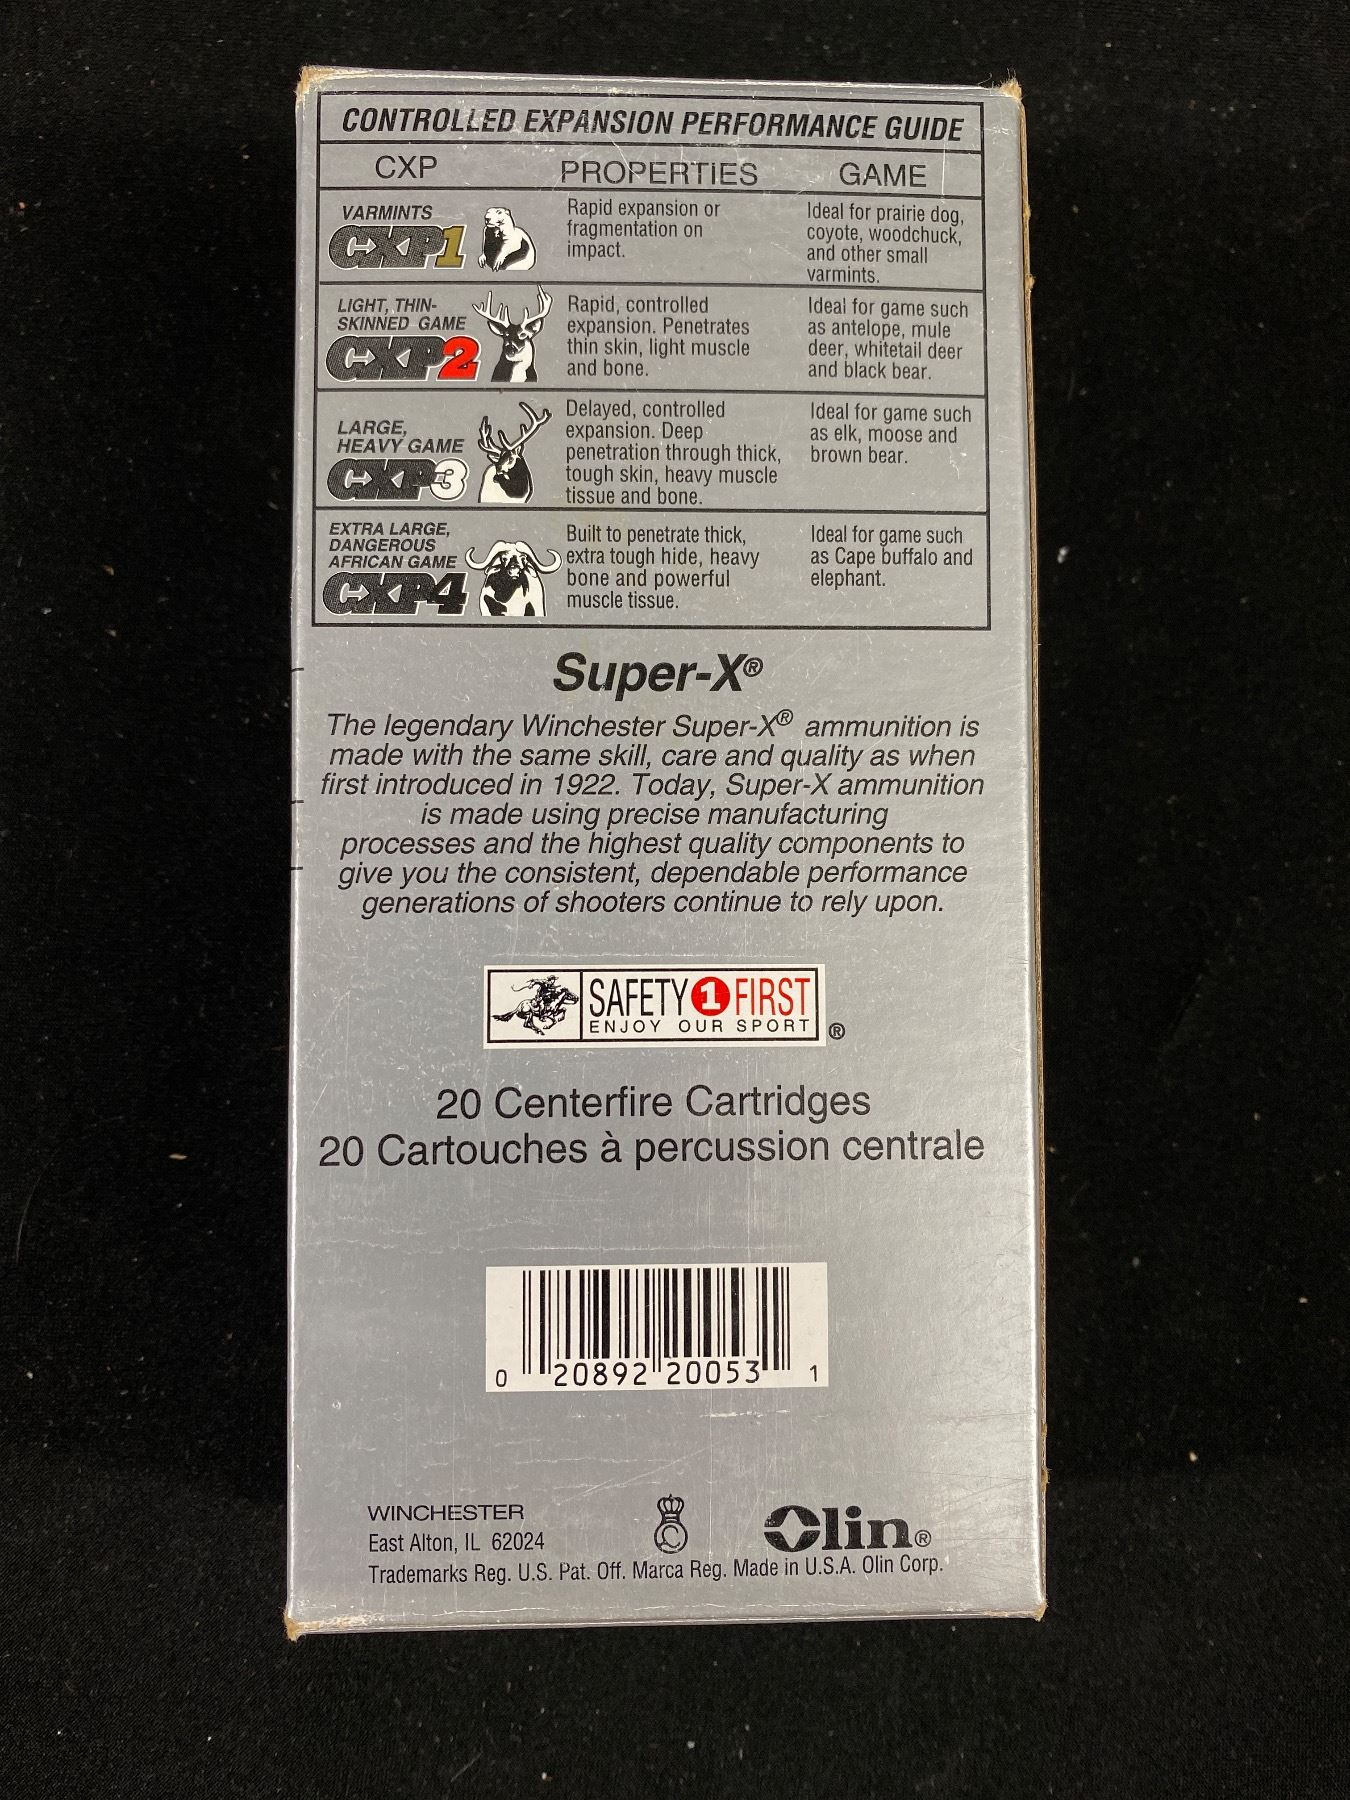 CONTROLLED EXPANSION PERFORMANCE GUIDE
CXP PROPERTIES GAME
VARMINTS
CXP1
Rapid expansion or
fragmentation on
impact.
Ideal for prairie dog,
coyote, woodchuck,
and other small
varmints.
LIGHT, THIN-
SKINNED GAME
CXP2
Rapid, controlled
expansion. Penetrates
thin skin, light muscle
and bone.
Ideal for game such
as antelope, mule
deer, whitetail deer
and black bear.
LARGE,
HEAVY GAME
CXP3
Delayed, controlled
expansion. Deep
penetration through thick,
tough skin, heavy muscle
tissue and bone.
Ideal for game such
as elk, moose and
brown bear.
EXTRA LARGE,
DANGEROUS
AFRICAN GAME
CXP4
Built to penetrate thick,
extra tough hide, heavy
bone and powerful
muscle tissue.
Ideal for game such
as Cape buffalo and
elephant.
Super-X®
The legendary Winchester Super-X® ammunition is
made with the same skill, care and quality as when
first introduced in 1922. Today, Super-X ammunition
is made using precise manufacturing
processes and the highest quality components to
give you the consistent, dependable performance
generations of shooters continue to rely upon.
SAFETY 1 FIRST
ENJOY OUR SPORT ®
20 Centerfire Cartridges
20 Cartouches à percussion centrale
0 20892 20053 1
WINCHESTER
East Alton, IL 62024
C
Olin®
Trademarks Reg. U.S. Pat. Off. Marca Reg. Made in U.S.A. Olin Corp.